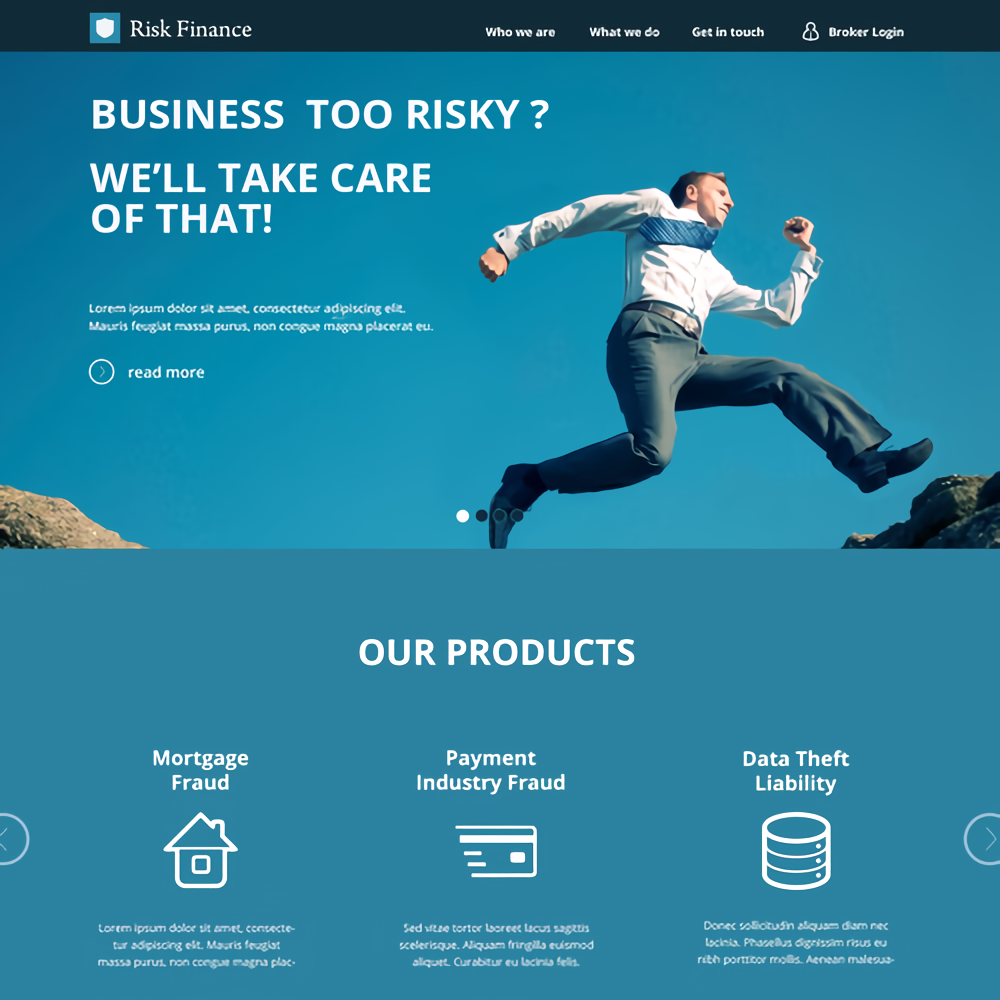 Risk Finance
Who we are
What we do
Get in touch
Broker Login
BUSINESS TOO RISKY ?
WE'LL TAKE CARE
OF THAT!
Lorem ipsum dolor sit amet, consectetur adipiscing elit.
Mauris feugiat massa purus, non congue magna placerat eu.
read more
OUR PRODUCTS
Mortgage
Fraud
Payment
Industry Fraud
Data Theft
Liability
Lorem ipsum dolor sit amet, consecte-
tur adipiscing elit. Mauris feugiat
massa purus, non congue magna plac-
Sed vitae tortor laoreet lacus sagittis
scelerisque. Aliquam fringilla euismod
aliquet. Curabitur eu lacinia felis.
Donec sollicitudin aliquam diam nec
lacinia. Phasellus dignissim risus eu
nibh porttitor mollis. Aenean malesua-